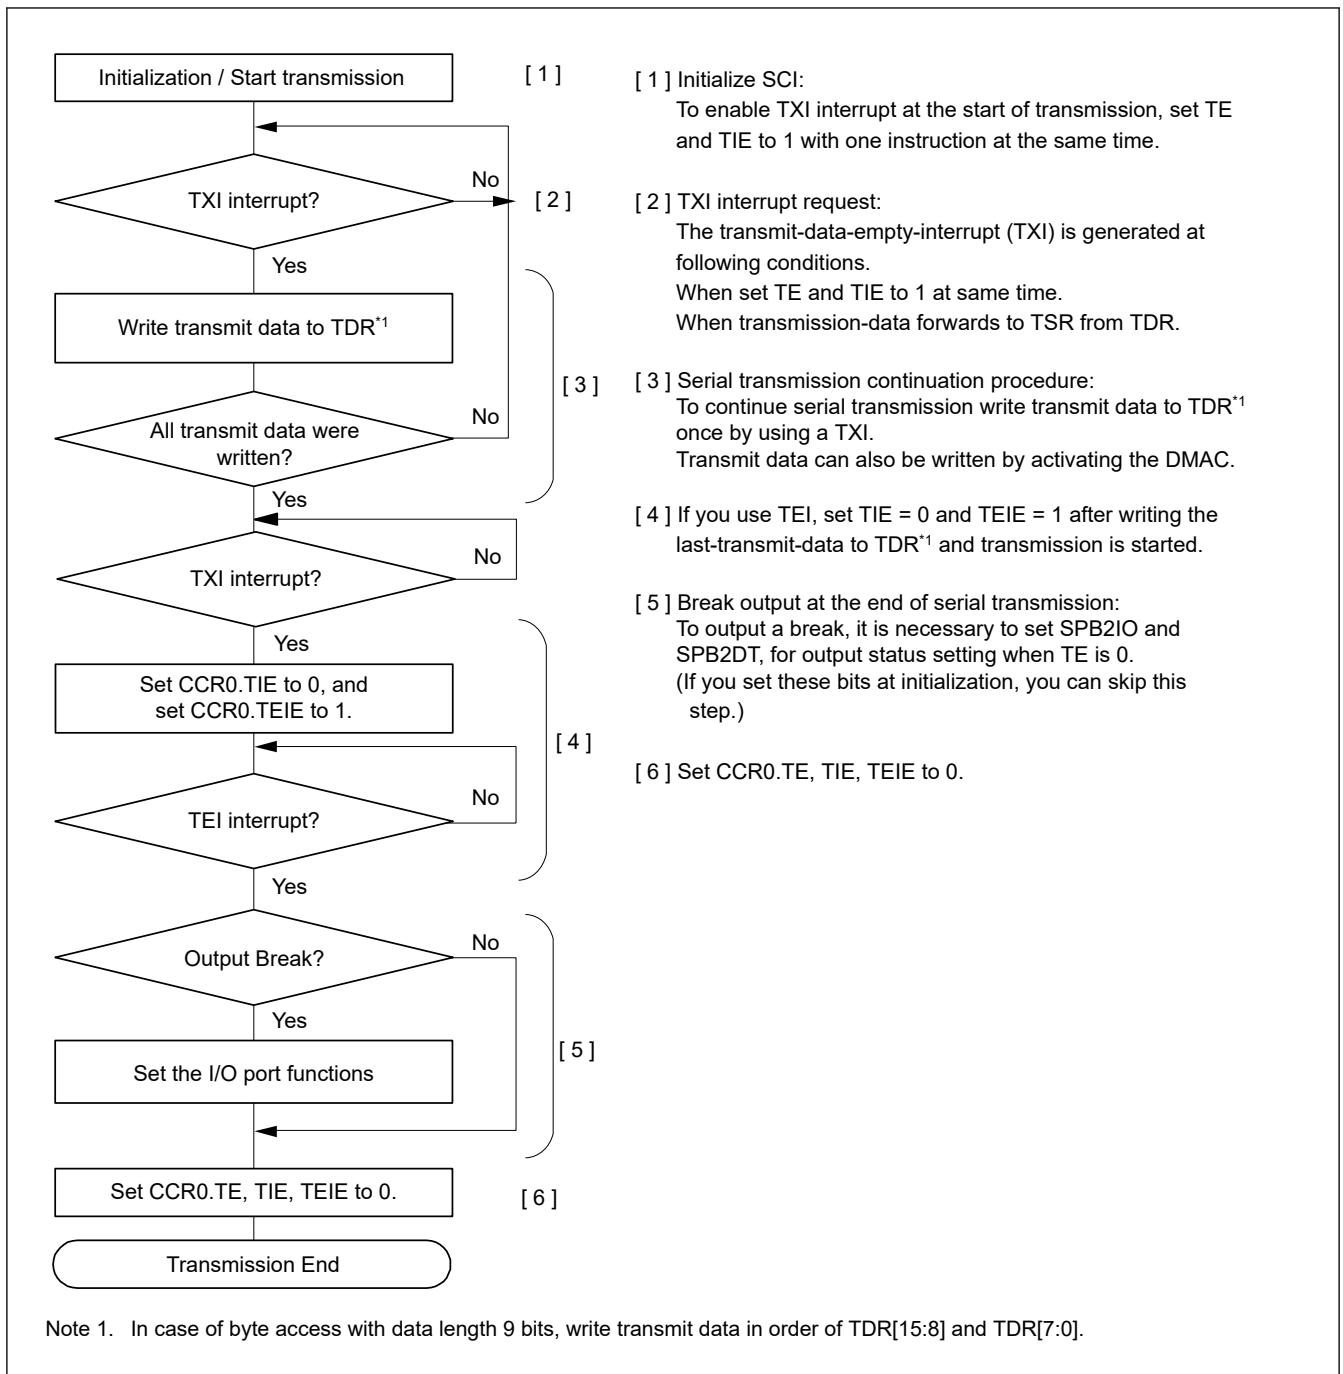 Initialization / Start transmission
[ 1 ]
TXI interrupt?
No
[ 2 ]
Yes
Write transmit data to TDR*1
[ 3 ]
All transmit data were
written?
No
Yes
TXI interrupt?
No
Yes
Set CCR0.TIE to 0, and
set CCR0.TEIE to 1.
[ 4 ]
TEI interrupt?
No
Yes
Output Break?
No
Yes
Set the I/O port functions
[ 5 ]
Set CCR0.TE, TIE, TEIE to 0.
[ 6 ]
Transmission End
[ 1 ] Initialize SCI:
To enable TXI interrupt at the start of transmission, set TE
and TIE to 1 with one instruction at the same time.
[ 2 ] TXI interrupt request:
The transmit-data-empty-interrupt (TXI) is generated at
following conditions.
When set TE and TIE to 1 at same time.
When transmission-data forwards to TSR from TDR.
[ 3 ] Serial transmission continuation procedure:
To continue serial transmission write transmit data to TDR*1
once by using a TXI.
Transmit data can also be written by activating the DMAC.
[ 4 ] If you use TEI, set TIE = 0 and TEIE = 1 after writing the
last-transmit-data to TDR*1 and transmission is started.
[ 5 ] Break output at the end of serial transmission:
To output a break, it is necessary to set SPB2IO and
SPB2DT, for output status setting when TE is 0.
(If you set these bits at initialization, you can skip this
step.)
[ 6 ] Set CCR0.TE, TIE, TEIE to 0.
Note 1. In case of byte access with data length 9 bits, write transmit data in order of TDR[15:8] and TDR[7:0].